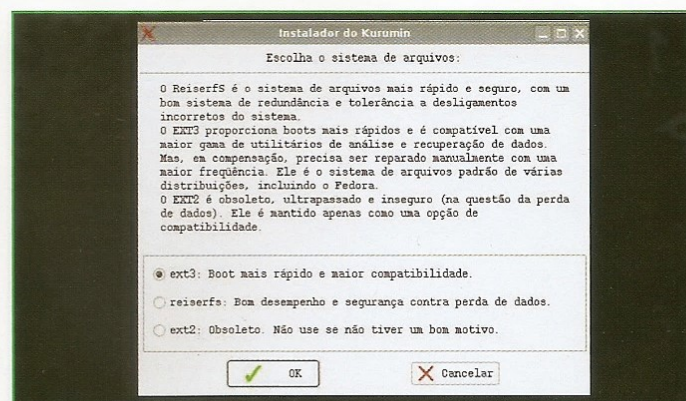 Instalador do Kurumin
Escolha o sistema de arquivos:
O ReiserfS é o sistema de arquivos mais rápido e seguro, com um
bom sistema de redundância e tolerância a desligamentos
incorretos do sistema.
O EXT3 proporciona boots mais rápidos e é compatível com uma
maior gama de utilitários de análise e recuperação de dados.
Mas, em compensação, precisa ser reparado manualmente com uma
maior freqüência. Ele é o sistema de arquivos padrão de várias
distribuições, incluindo o Fedora.
O EXT2 é obsoleto, ultrapassado e inseguro (na questão da perda
de dados). Ele é mantido apenas como uma opção de
compatibilidade.
ext3: Boot mais rápido e maior compatibilidade.
reiserfs: Bom desempenho e segurança contra perda de dados.
ext2: Obsoleto. Não use se não tiver um bom motivo.
OK
Cancelar